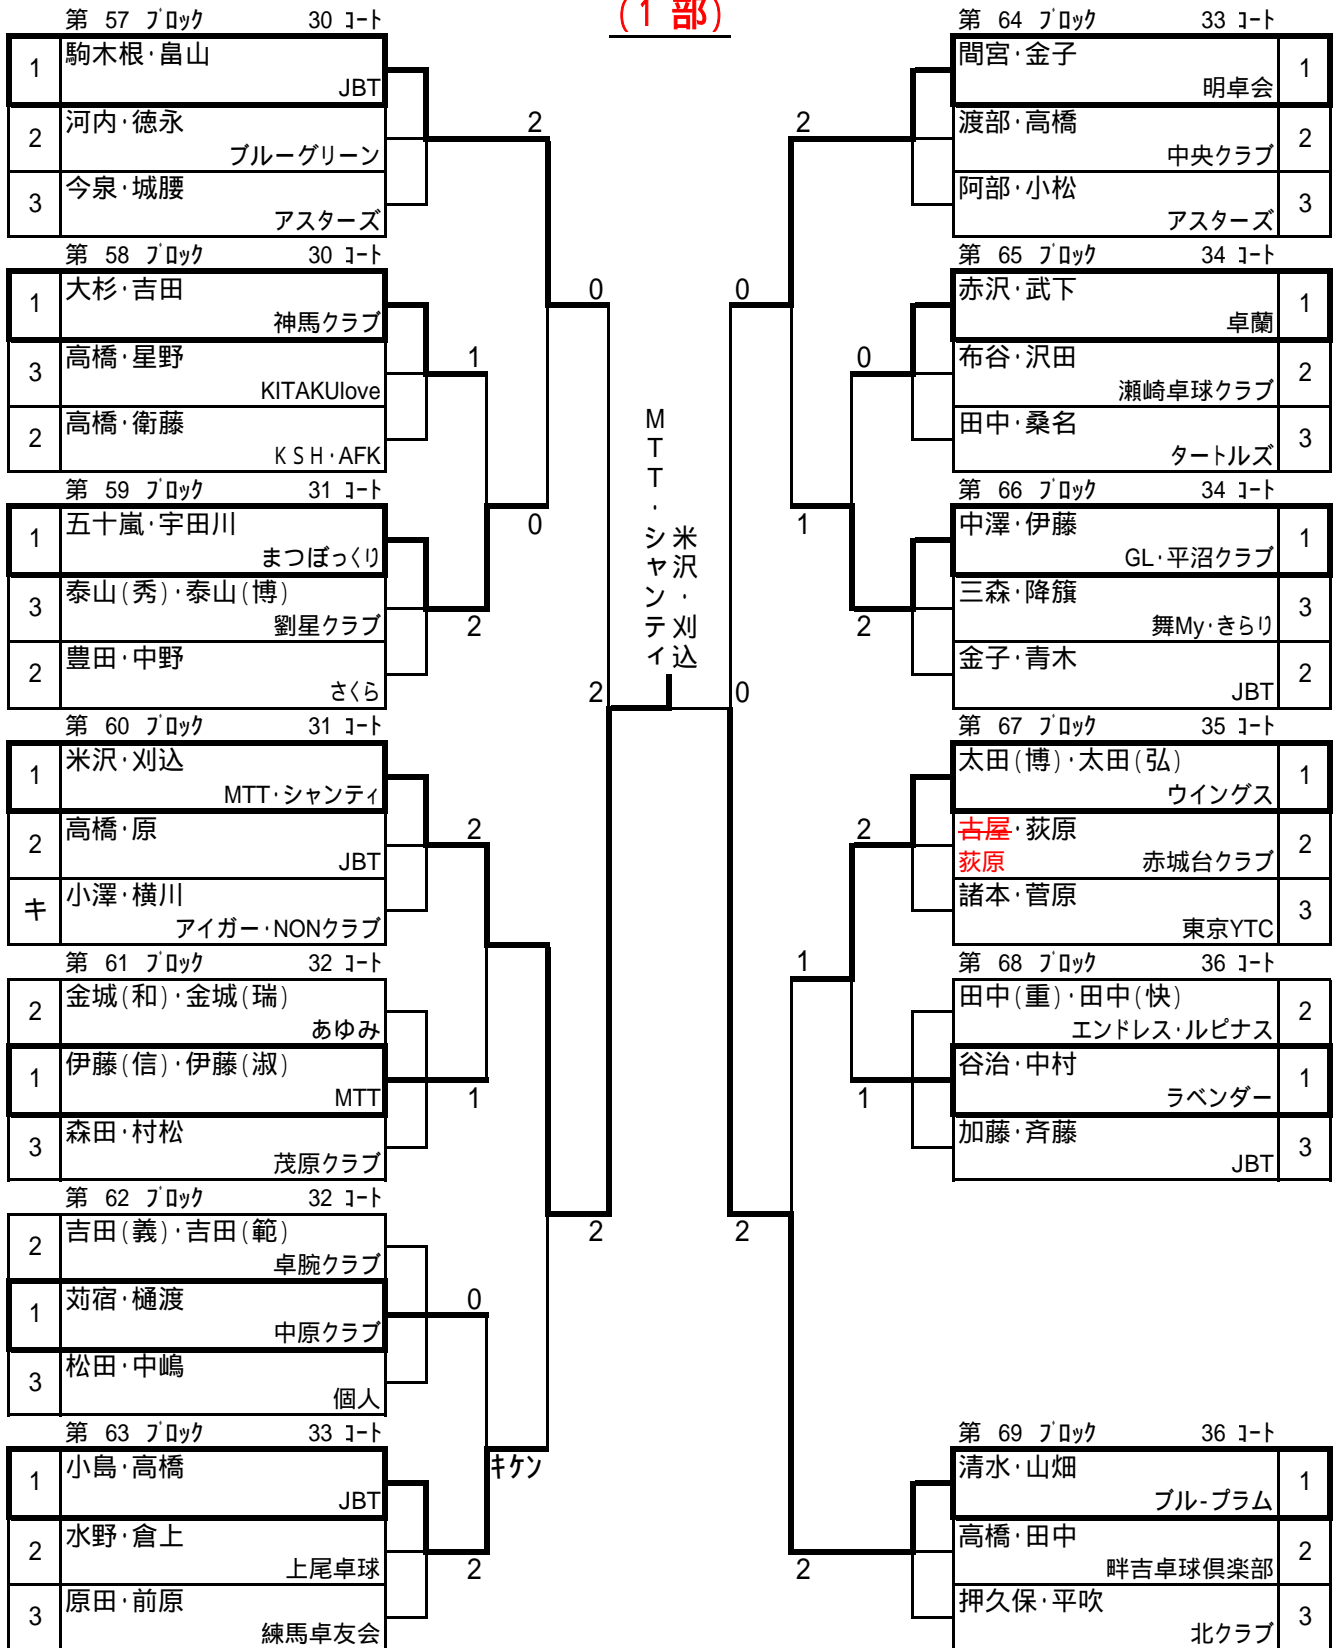 (1 部)
第 57 ブロック 30 コート
1 駒木根・畠山
JBT
2 河内・徳永
ブルーグリーン
3 今泉・城腰
アスターズ
第 58 ブロック 30 コート
1 大杉・吉田
神馬クラブ
3 高橋・星野
KITAKUlove
2 高橋・衛藤
KSH・AFK
第 59 ブロック 31 コート
1 五十嵐・宇田川
まつぼっくり
3 泰山(秀)・泰山(博)
劉星クラブ
2 豊田・中野
さくら
第 60 ブロック 31 コート
1 米沢・刈込
MTT・シャンティ
2 高橋・原
JBT
キ 小澤・横川
アイガー・NONクラブ
第 61 ブロック 32 コート
2 金城(和)・金城(瑞)
あゆみ
1 伊藤(信)・伊藤(淑)
MTT
3 森田・村松
茂原クラブ
第 62 ブロック 32 コート
2 吉田(義)・吉田(範)
卓腕クラブ
1 苅宿・樋渡
中原クラブ
3 松田・中嶋
個人
第 63 ブロック 33 コート
1 小島・高橋
JBT
2 水野・倉上
上尾卓球
3 原田・前原
練馬卓友会
2
0
1
0
2
2
2
1
2
0
キケン
2
米沢・刈込
MTT・シャンティ
2
0
0
1
2
0
2
1
2
1
2
第 64 ブロック 33 コート
間宮・金子 1
明卓会
渡部・高橋 2
中央クラブ
阿部・小松 3
アスターズ
第 65 ブロック 34 コート
赤沢・武下 1
卓蘭
布谷・沢田 2
瀬崎卓球クラブ
田中・桑名 3
タートルズ
第 66 ブロック 34 コート
中澤・伊藤 1
GL・平沼クラブ
三森・降籏 3
舞My・きらり
金子・青木 2
JBT
第 67 ブロック 35 コート
太田(博)・太田(弘) 1
ウイングス
古屋・荻原 2
荻原 赤城台クラブ
諸本・菅原 3
東京YTC
第 68 ブロック 36 コート
田中(重)・田中(快) 2
エンドレス・ルピナス
谷治・中村 1
ラベンダー
加藤・斉藤 3
JBT
第 69 ブロック 36 コート
清水・山畑 1
ブル-プラム
高橋・田中 2
畔吉卓球倶楽部
押久保・平吹 3
北クラブ